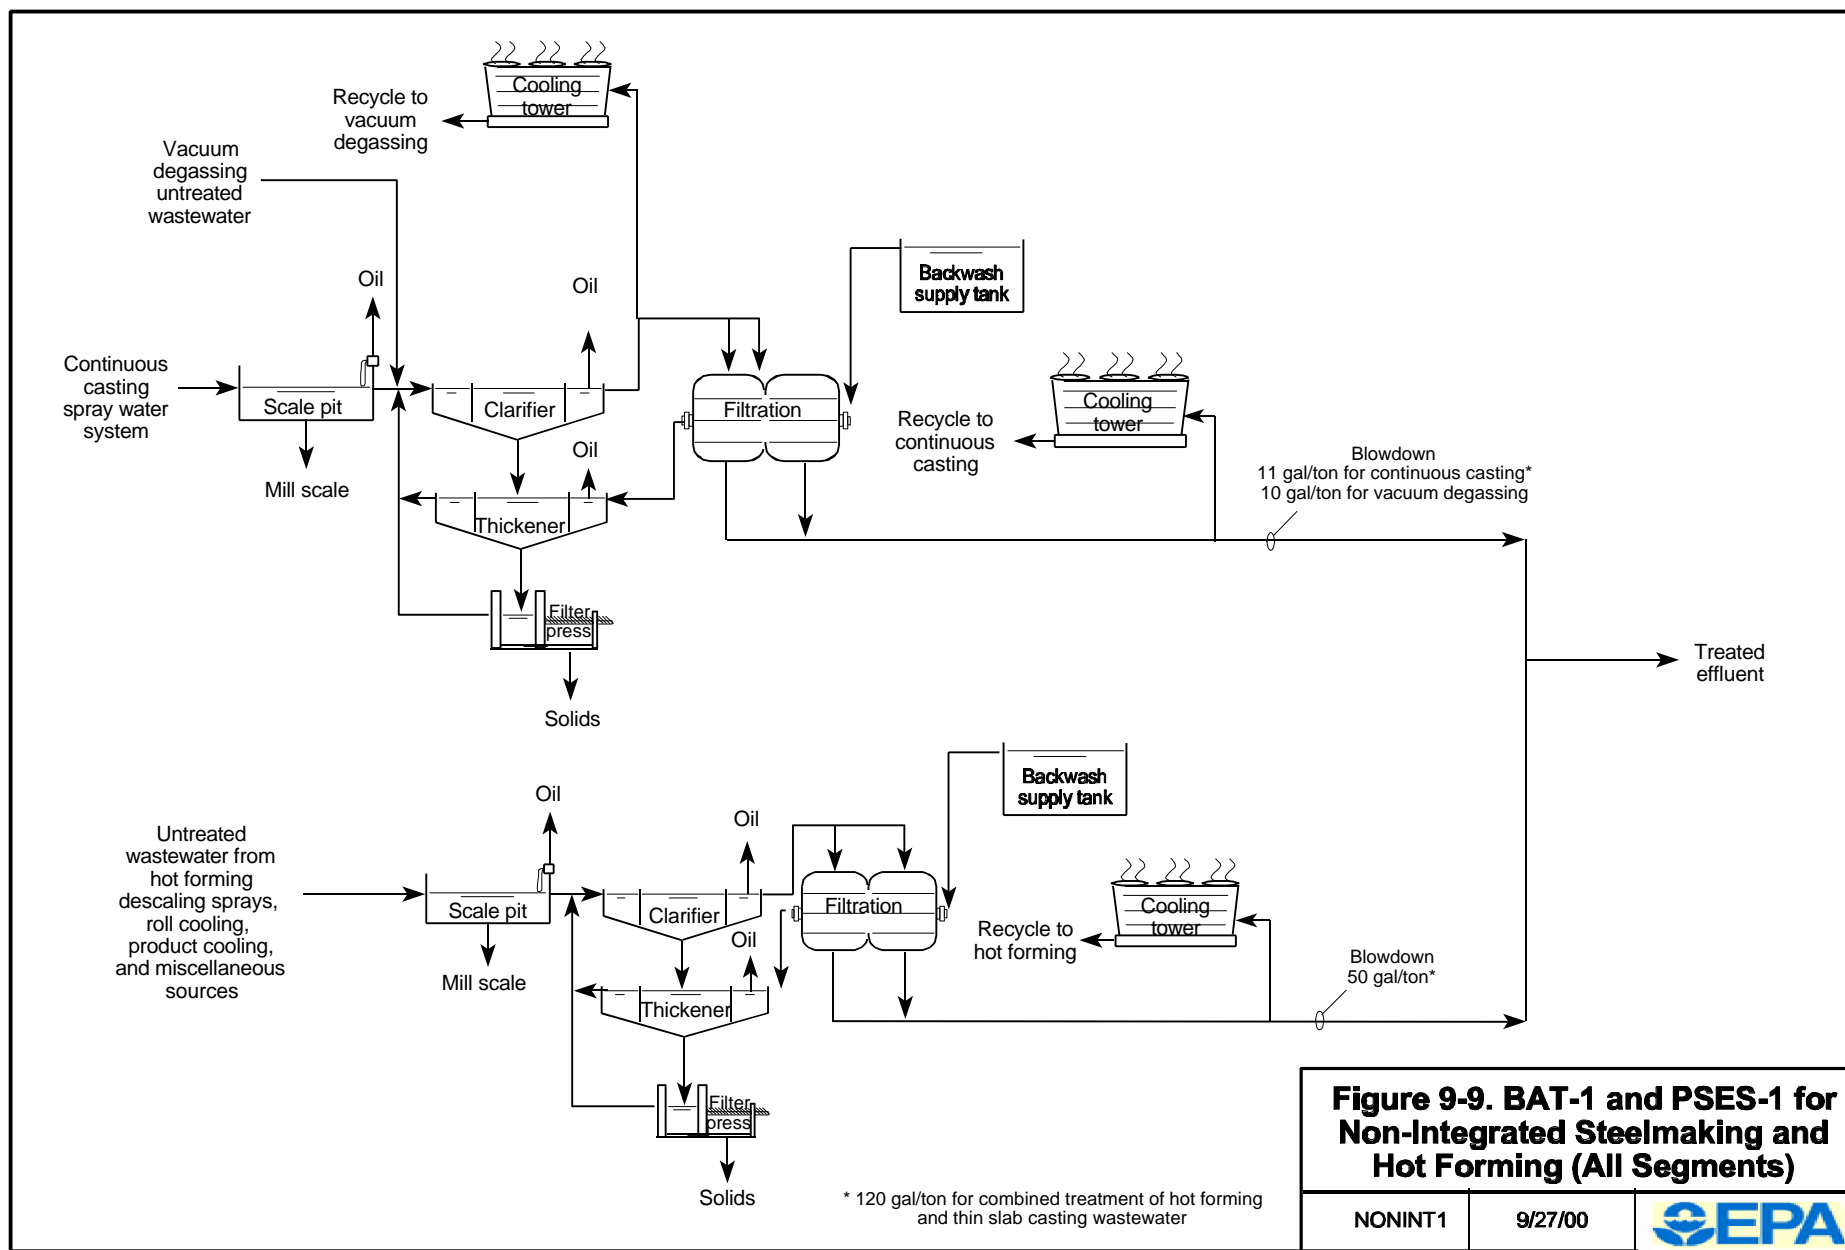 Cooling
tower
Recycle to
vacuum
degassing
Vacuum
degassing
untreated
wastewater
Oil
Oil
Backwash
supply tank
Continuous
casting
spray water
system
Scale pit
Clarifier
Filtration
Cooling
tower
Recycle to
continuous
casting
Mill scale
Oil
Thickener
Blowdown
11 gal/ton for continuous casting*
10 gal/ton for vacuum degassing
Filter
press
Solids
Treated
effluent
Backwash
supply tank
Oil
Oil
Untreated
wastewater from
hot forming
descaling sprays,
roll cooling,
product cooling,
and miscellaneous
sources
Scale pit
Clarifier
Filtration
Cooling
tower
Recycle to
hot forming
Mill scale
Oil
Thickener
Blowdown
50 gal/ton*
Filter
press
Solids
* 120 gal/ton for combined treatment of hot forming
and thin slab casting wastewater
Figure 9-9. BAT-1 and PSES-1 for
Non-Integrated Steelmaking and
Hot Forming (All Segments)
NONINT1
9/27/00
EPA